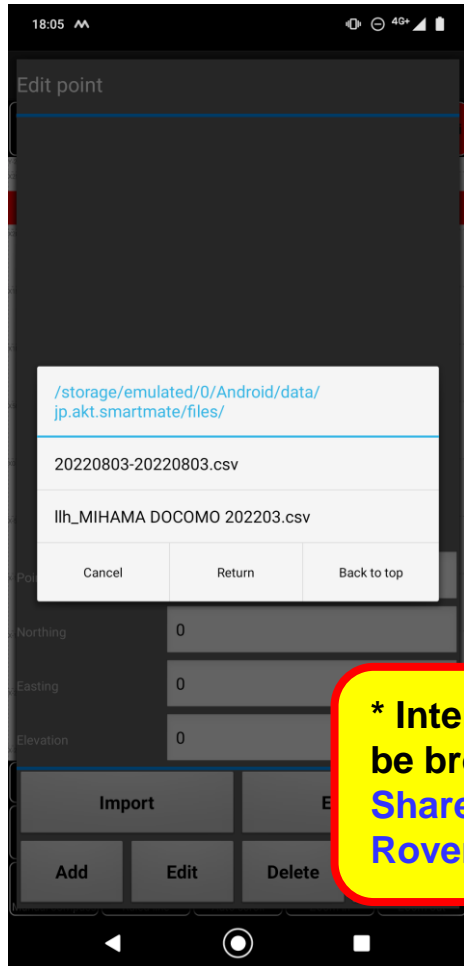 18:05
4G+
Edit point
/storage/emulated/0/Android/data/
jp.akt.smartmate/files/
20220803-20220803.csv
llh_MIHAMA DOCOMO 202203.csv
Cancel Return Back to top
Northing 0
Easting 0
Elevation 0
Import
Add Edit Delete
* Inte
be bro
Share
Rover